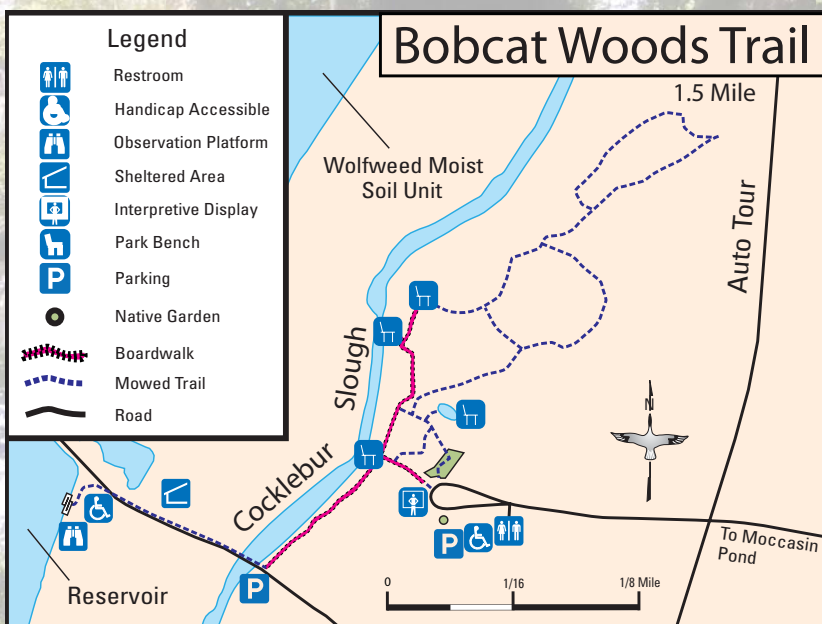 Bobcat Woods Trail
1.5 Mile
Legend
Restroom
Handicap Accessible
Observation Platform
Sheltered Area
Interpretive Display
Park Bench
P
Parking
Native Garden
Boardwalk
Mowed Trail
Road
Wolfweed Moist
Soil Unit
Auto Tour
Slough
Cocklebur
N
P
P
To Moccasin
Pond
Reservoir
0
1/16
1/8 Mile